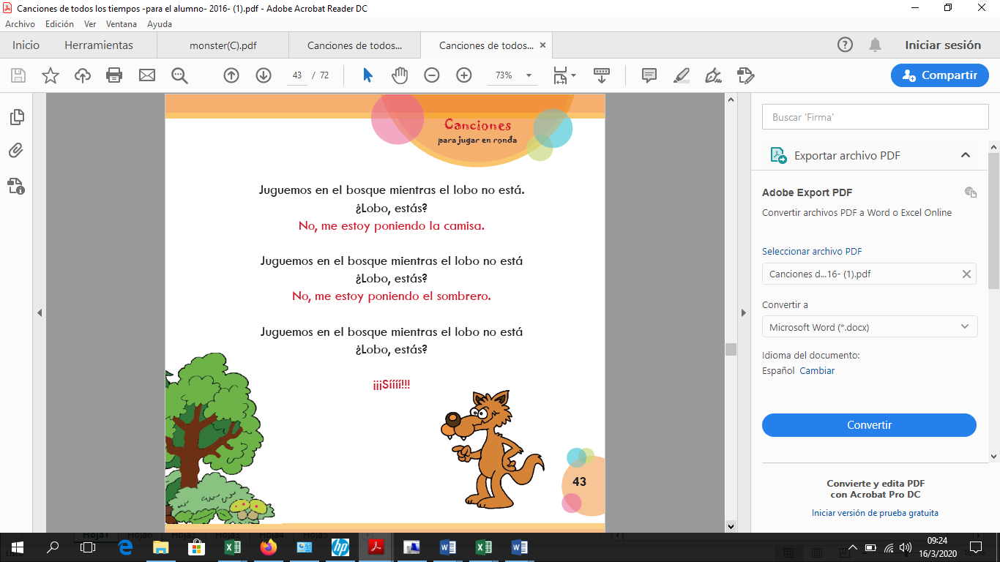 Canciones de todos los tiempos -para el alumno- 2016- (1).pdf - Adobe Acrobat Reader DC
Archivo Edición Ver Ventana Ayuda
Inicio Herramientas monster(C).pdf Canciones de todos... Canciones de todos... × Iniciar sesión
43 / 72 73% Compartir
Canciones
para jugar en ronda
Juguemos en el bosque mientras el lobo no está.
¿Lobo, estás?
No, me estoy poniendo la camisa.
Juguemos en el bosque mientras el lobo no está
¿Lobo, estás?
No, me estoy poniendo el sombrero.
Juguemos en el bosque mientras el lobo no está
¿Lobo, estás?
¡¡¡Síííí!!!
43
Buscar 'Firma'
Exportar archivo PDF
Adobe Export PDF
Convertir archivos PDF a Word o Excel Online
Seleccionar archivo PDF
Canciones d...16- (1).pdf
Convertir a
Microsoft Word (*.docx)
Idioma del documento:
Español Cambiar
Convertir
Convierte y edita PDF
con Acrobat Pro DC
Iniciar versión de prueba gratuita
Hoja1 Hoja6 Hoja2 Hoja3 Hoja4 Hoja5
09:24
16/3/2020